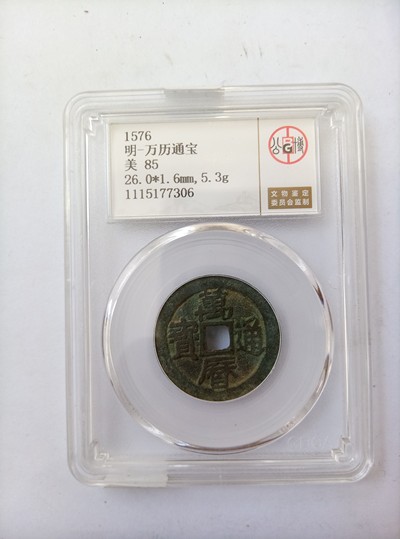 1576
明-万历通宝
美 85
26.0*1.6mm,5.3g
1115177306
公G博
文物鉴定
委员会监制
萬
寶 通
曆